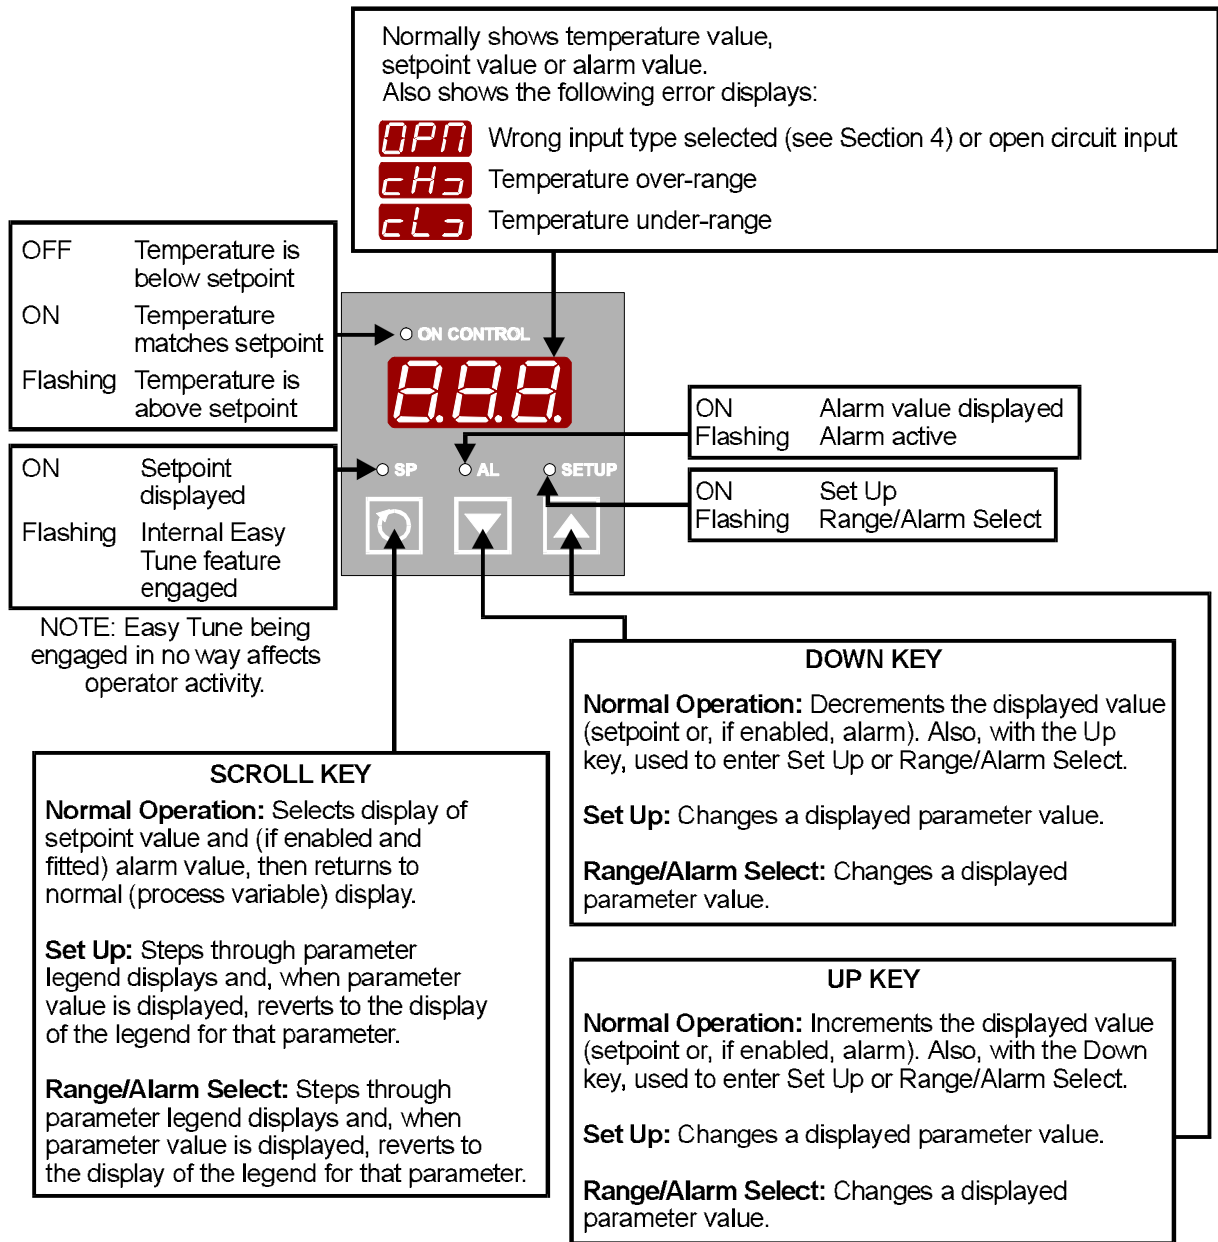 Normally shows temperature value,
setpoint value or alarm value.
Also shows the following error displays:
OPN Wrong input type selected (see Section 4) or open circuit input
cHɔ Temperature over-range
cLɔ Temperature under-range
OFF Temperature is
below setpoint
ON Temperature
matches setpoint
Flashing Temperature is
above setpoint
ON CONTROL
8.8.8.
ON Alarm value displayed
Flashing Alarm active
ON Setpoint
displayed
Flashing Internal Easy
Tune feature
engaged
SP AL SETUP
ON Set Up
Flashing Range/Alarm Select
NOTE: Easy Tune being
engaged in no way affects
operator activity.
DOWN KEY
Normal Operation: Decrements the displayed value
(setpoint or, if enabled, alarm). Also, with the Up
key, used to enter Set Up or Range/Alarm Select.
Set Up: Changes a displayed parameter value.
Range/Alarm Select: Changes a displayed
parameter value.
SCROLL KEY
Normal Operation: Selects display of
setpoint value and (if enabled and
fitted) alarm value, then returns to
normal (process variable) display.
Set Up: Steps through parameter
legend displays and, when parameter
value is displayed, reverts to the display
of the legend for that parameter.
Range/Alarm Select: Steps through
parameter legend displays and, when
parameter value is displayed, reverts to
the display of the legend for that parameter.
UP KEY
Normal Operation: Increments the displayed value
(setpoint or, if enabled, alarm). Also, with the Down
key, used to enter Set Up or Range/Alarm Select.
Set Up: Changes a displayed parameter value.
Range/Alarm Select: Changes a displayed
parameter value.